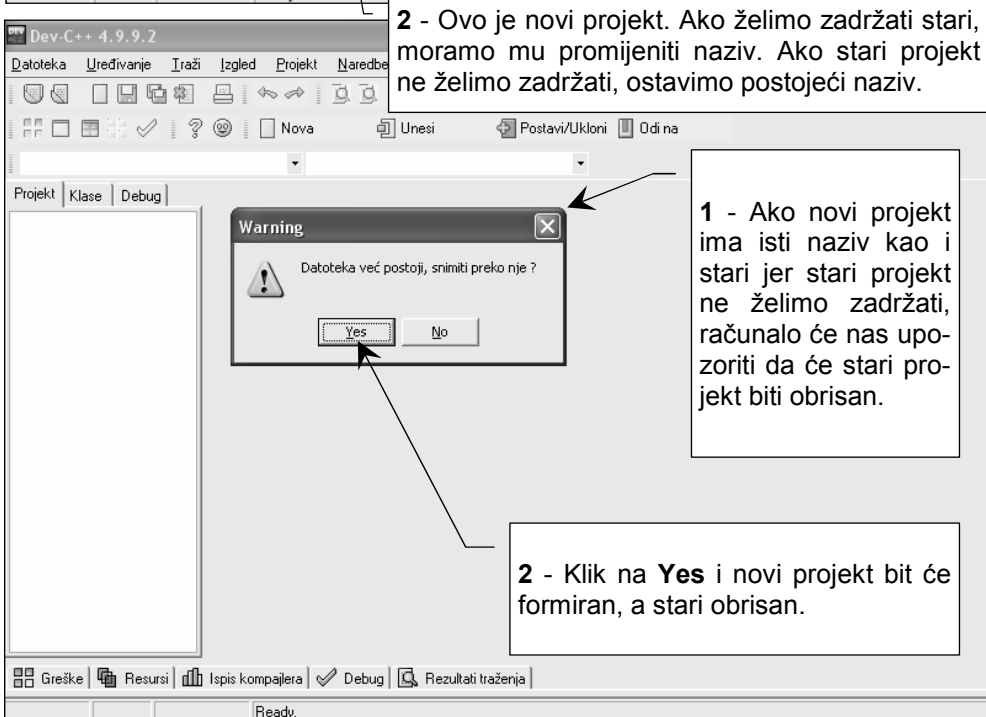 2 - Ovo je novi projekt. Ako želimo zadržati stari,
moramo mu promijeniti naziv. Ako stari projekt
ne želimo zadržati, ostavimo postojeći naziv.
Dev-C++ 4.9.9.2
Datoteka Uređivanje Traži Izgled Projekt Naredbe
Nova Unesi Postavi/Ukloni Odi na
Projekt Klase Debug
Warning
Datoteka već postoji, snimiti preko nje ?
Yes No
1 - Ako novi projekt
ima isti naziv kao i
stari jer stari projekt
ne želimo zadržati,
računalo će nas upo-
zoriti da će stari pro-
jekt biti obrisan.
2 - Klik na Yes i novi projekt bit će
formiran, a stari obrisan.
Greške Resursi Ispis kompajlera Debug Rezultati traženja
Ready.